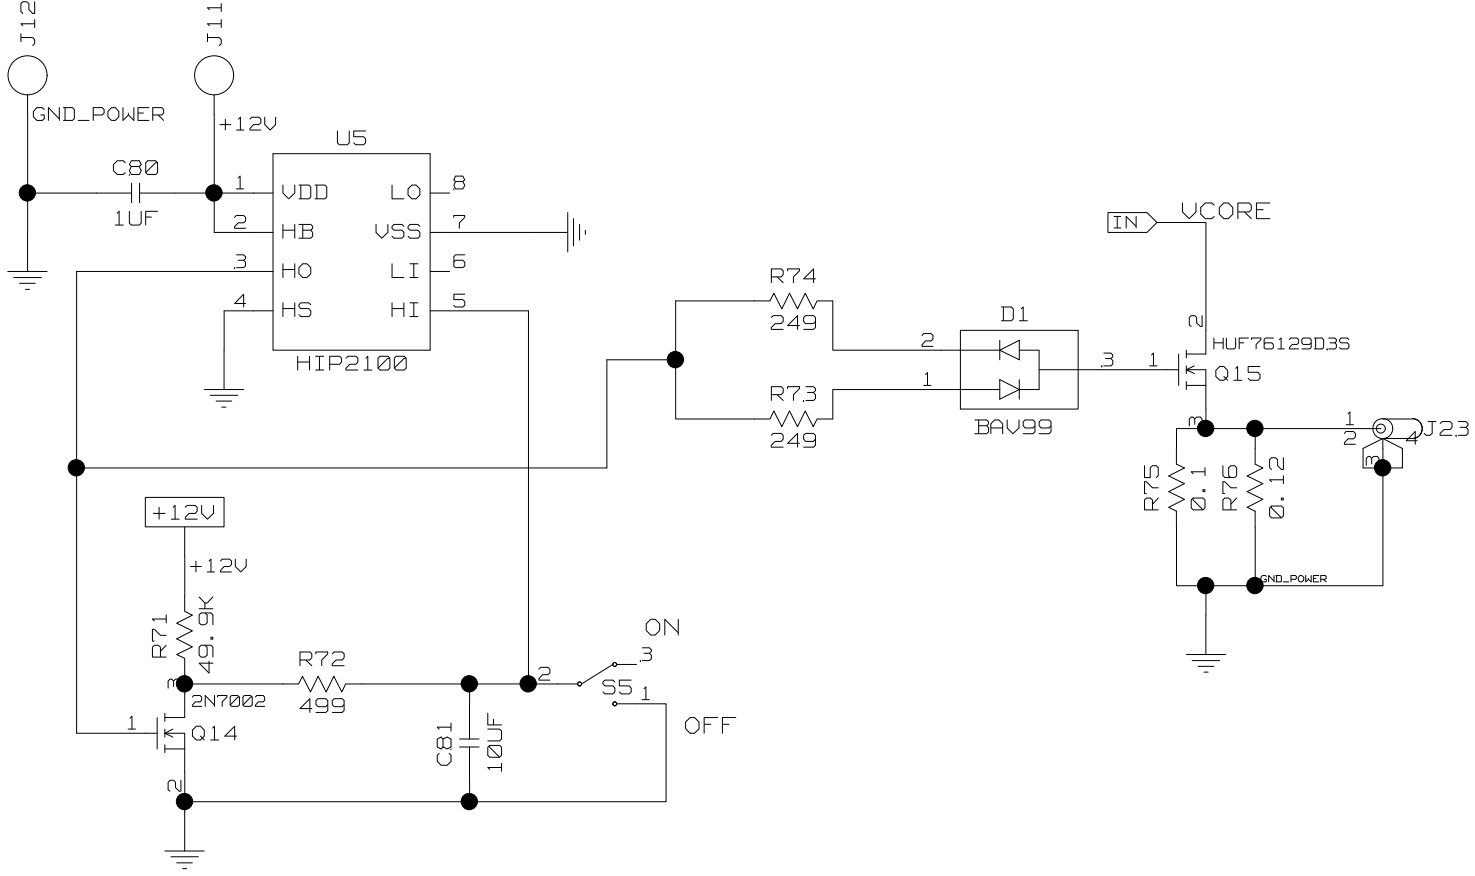 J12
J11
GND_POWER
+12V
U5
C80
1UF
1 VDD LO 8
2 HB VSS 7
3 HO LI 6
4 HS HI 5
HIP2100
IN
VCORE
R74
249
R73
249
D1
2
1
3
BAV99
2
HUF76129D3S
1
Q15
3
R75
0.1
R76
0.12
1
2
4
3
J23
GND_POWER
+12V
+12V
R71
49.9K
3
2N7002
1
Q14
2
R72
499
C81
10UF
2
ON
3
S5
1
OFF